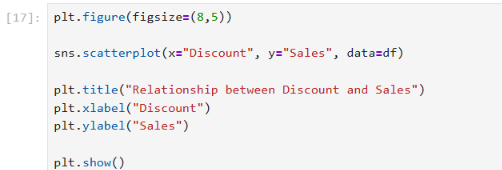 [17]: plt.figure(figsize=(8,5))
sns.scatterplot(x="Discount", y="Sales", data=df)
plt.title("Relationship between Discount and Sales")
plt.xlabel("Discount")
plt.ylabel("Sales")
plt.show()